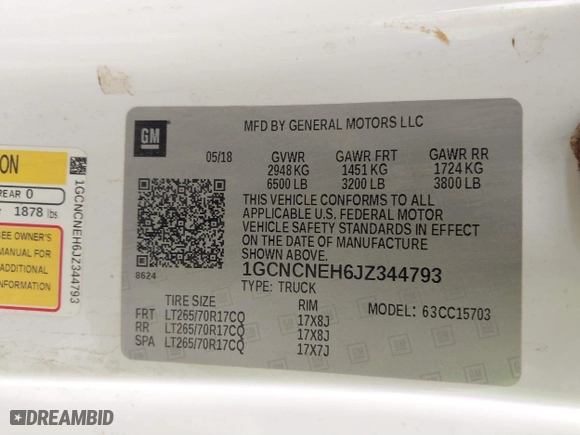 ON
REAR 0
1878 lbs
EE OWNER'S
MANUAL FOR
ADDITIONAL
INFORMATION
1GCNCNEH6JZ344793
GM
MFD BY GENERAL MOTORS LLC
05/18 GVWR GAWR FRT GAWR RR
2948 KG 1451 KG 1724 KG
6500 LB 3200 LB 3800 LB
THIS VEHICLE CONFORMS TO ALL
APPLICABLE U.S. FEDERAL MOTOR
VEHICLE SAFETY STANDARDS IN EFFECT
ON THE DATE OF MANUFACTURE
SHOWN ABOVE.
8624
1GCNCNEH6JZ344793
TYPE: TRUCK
TIRE SIZE RIM MODEL: 63CC15703
FRT LT265/70R17CQ 17X8J
RR LT265/70R17CQ 17X8J
SPA LT265/70R17CQ 17X7J
DREAMBID